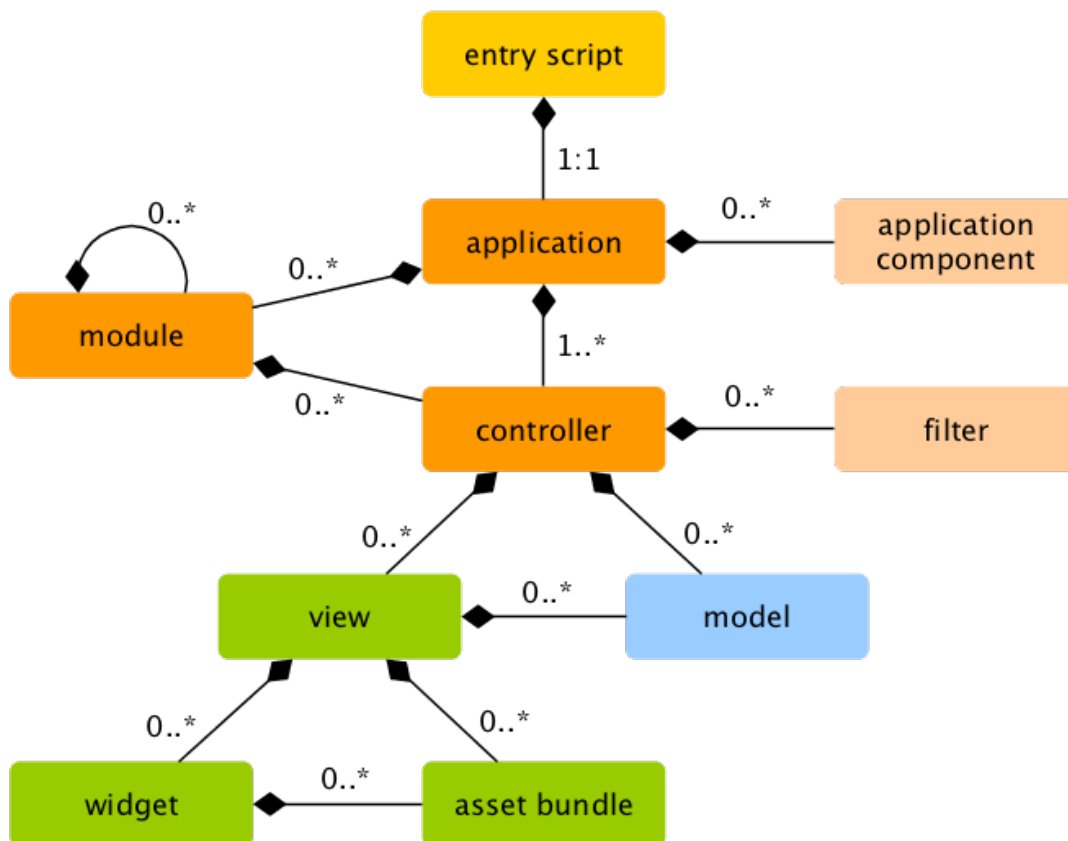 entry script
1:1
0..*
0..*
application
application
component
0..*
module
1..*
0..*
controller
0..*
filter
0..*
0..*
view
0..*
model
0..*
0..*
widget
0..*
asset bundle